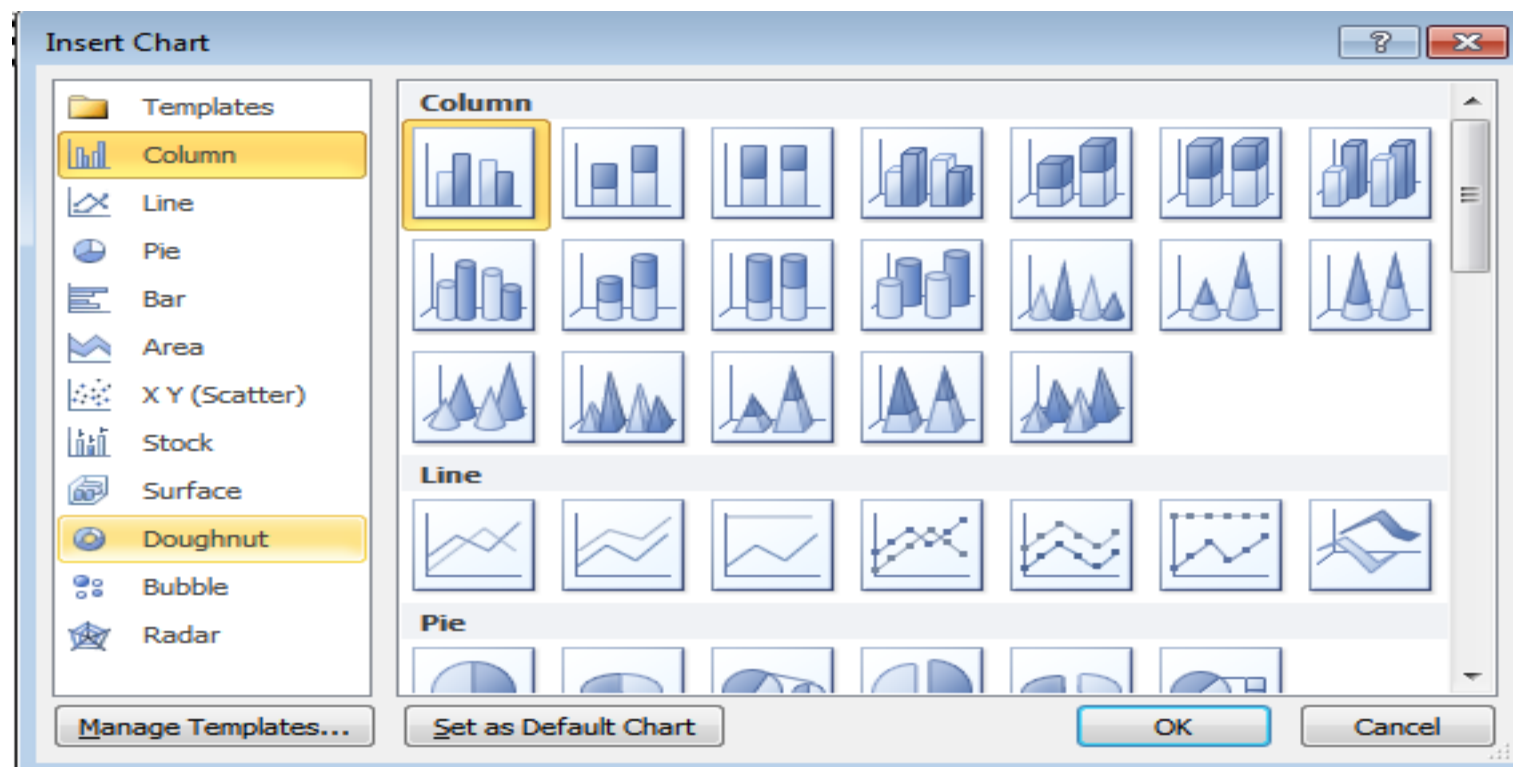 Insert Chart
Templates
Column
Line
Pie
Bar
Area
X Y (Scatter)
Stock
Surface
Doughnut
Bubble
Radar
Column
Line
Pie
Manage Templates...
Set as Default Chart
OK
Cancel